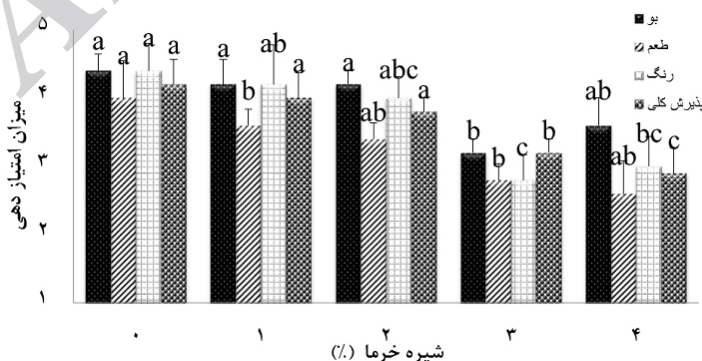 بو
طعم
رنگ
پذیرش کلی
میزان امتیاز دهی
۵
۴
۳
۲
۱
a a a a
a b ab a
a ab abc a
b b c b
ab ab bc c
۰ ۱ ۲ ۳ ۴
شیره خرما (٪)